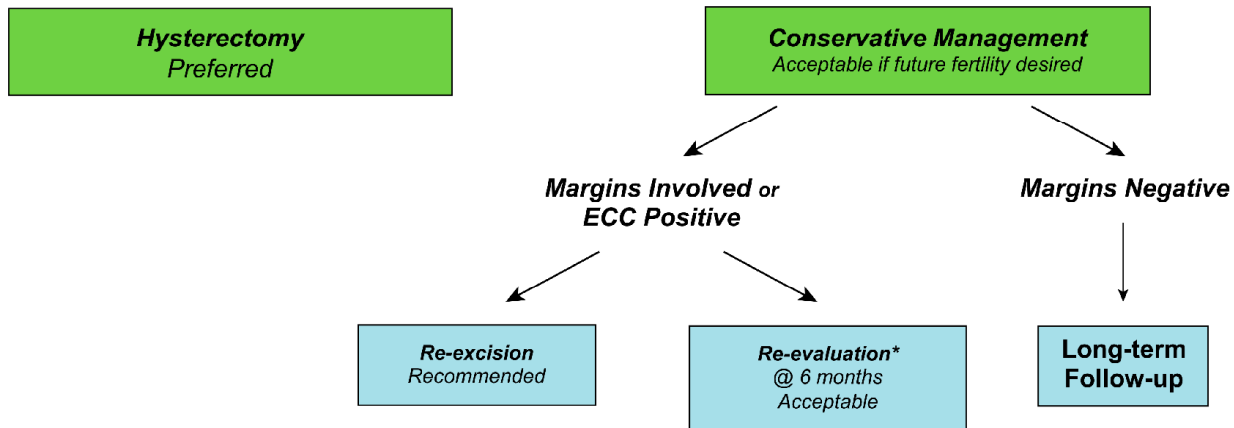 Hysterectomy
Preferred
Conservative Management
Acceptable if future fertility desired
Margins Involved or
ECC Positive
Margins Negative
Re-excision
Recommended
Re-evaluation*
@ 6 months
Acceptable
Long-term
Follow-up